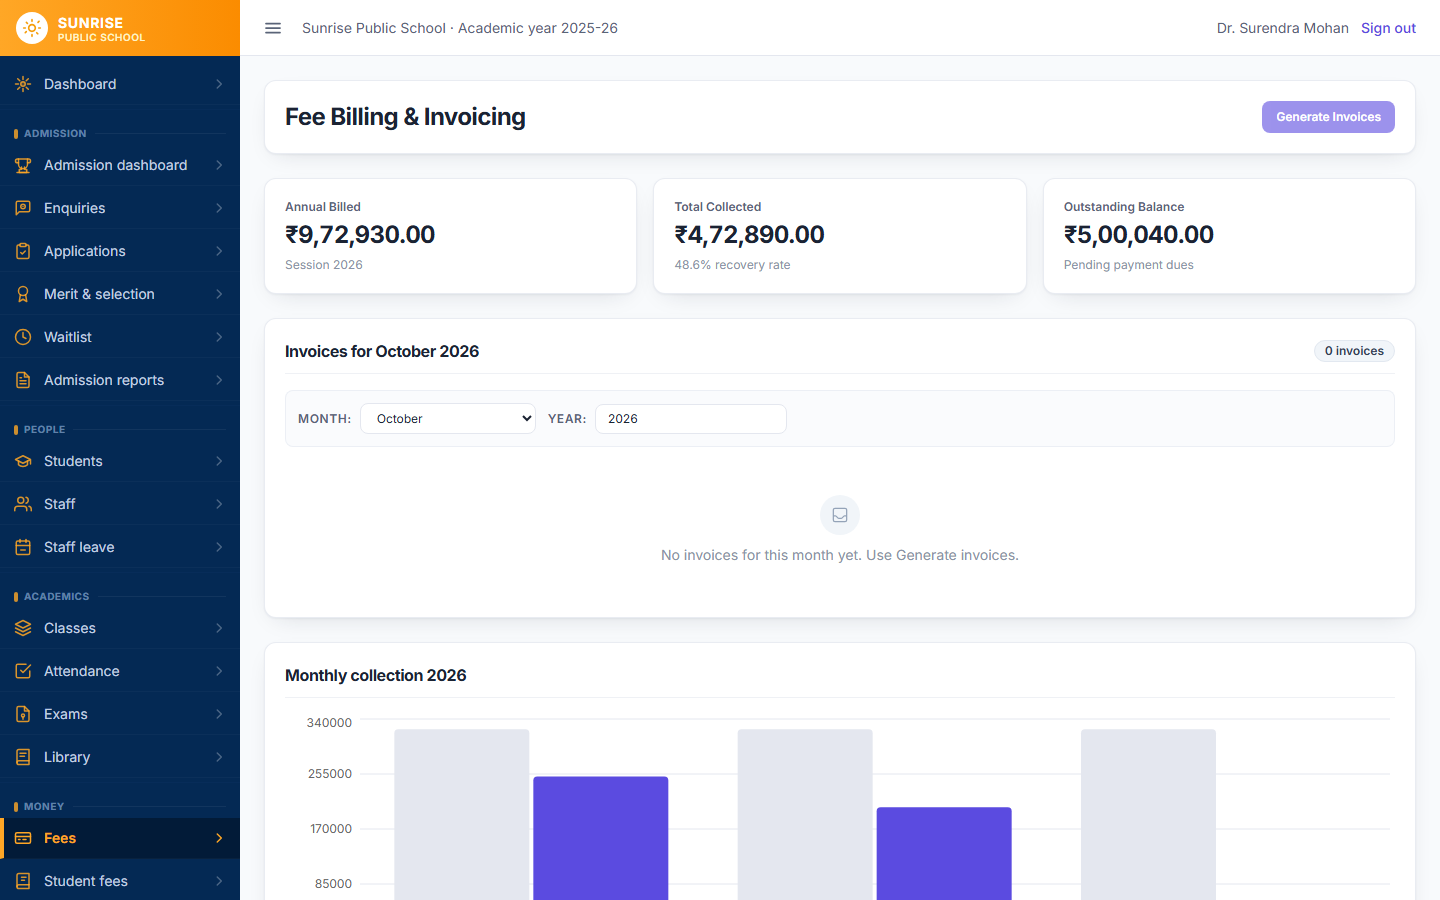 SUNRISE
PUBLIC SCHOOL
Sunrise Public School · Academic year 2025-26
Dr. Surendra Mohan
Sign out
Dashboard
ADMISSION
Admission dashboard
Enquiries
Applications
Merit & selection
Waitlist
Admission reports
PEOPLE
Students
Staff
Staff leave
ACADEMICS
Classes
Attendance
Exams
Library
MONEY
Fees
Student fees
Fee Billing & Invoicing
Generate Invoices
Annual Billed
₹9,72,930.00
Session 2026
Total Collected
₹4,72,890.00
48.6% recovery rate
Outstanding Balance
₹5,00,040.00
Pending payment dues
Invoices for October 2026
0 invoices
MONTH: October YEAR: 2026
No invoices for this month yet. Use Generate invoices.
Monthly collection 2026
340000
255000
170000
85000